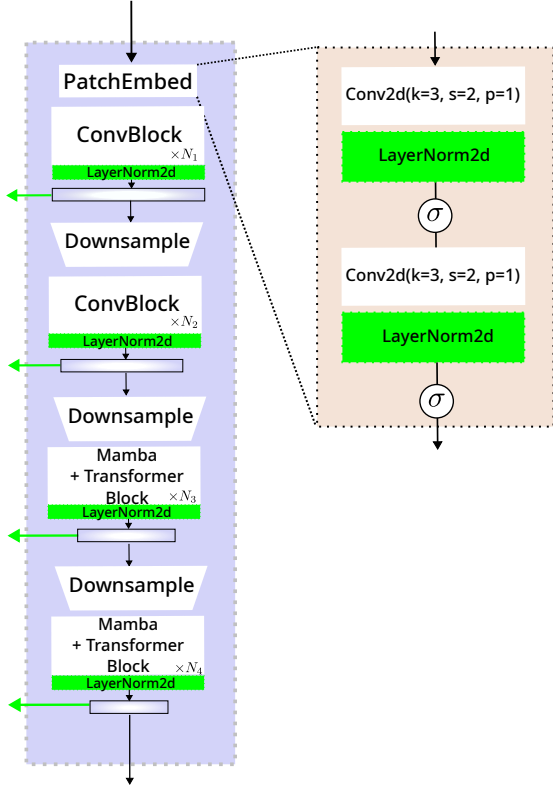 PatchEmbed
ConvBlock
×N₁
LayerNorm2d
Downsample
ConvBlock
×N₂
LayerNorm2d
Downsample
Mamba
+ Transformer
Block
×N₃
LayerNorm2d
Downsample
Mamba
+ Transformer
Block
×N₄
LayerNorm2d
Conv2d(k=3, s=2, p=1)
LayerNorm2d
σ
Conv2d(k=3, s=2, p=1)
LayerNorm2d
σ